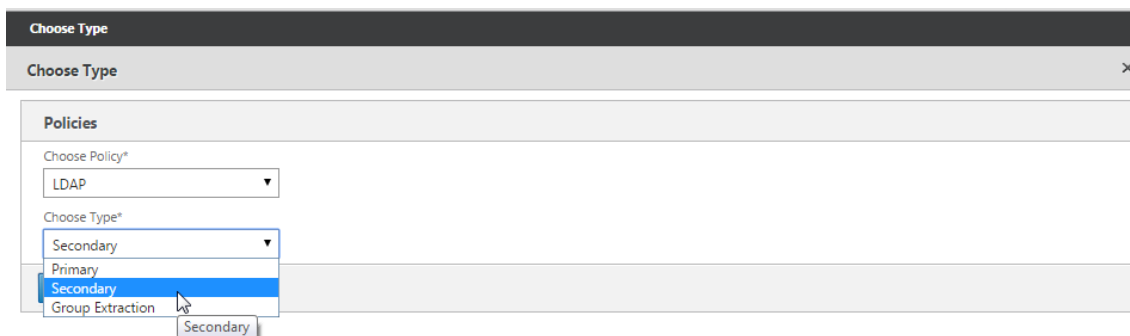 Choose Type
Choose Type
×
Policies
Choose Policy*
LDAP
Choose Type*
Secondary
Primary
Secondary
Group Extraction
Secondary